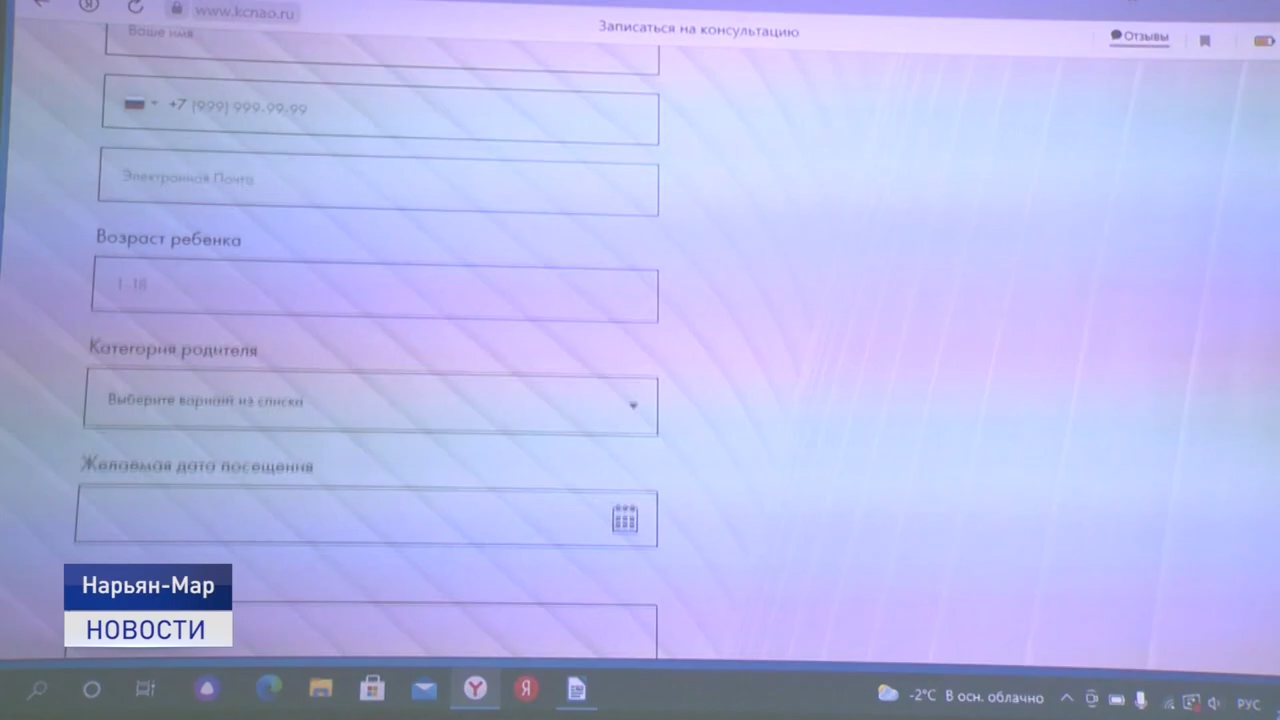 www.kcnao.ru
Записаться на консультацию
Отзывы
Ваше имя
+7 (999) 999-99-99
Электронная Почта
Возраст ребенка
1-18
Категория родителя
Выберите вариант из списка
Желаемая дата посещения
Нарьян-Мар
НОВОСТИ
-2°C В осн. облачно
РУС